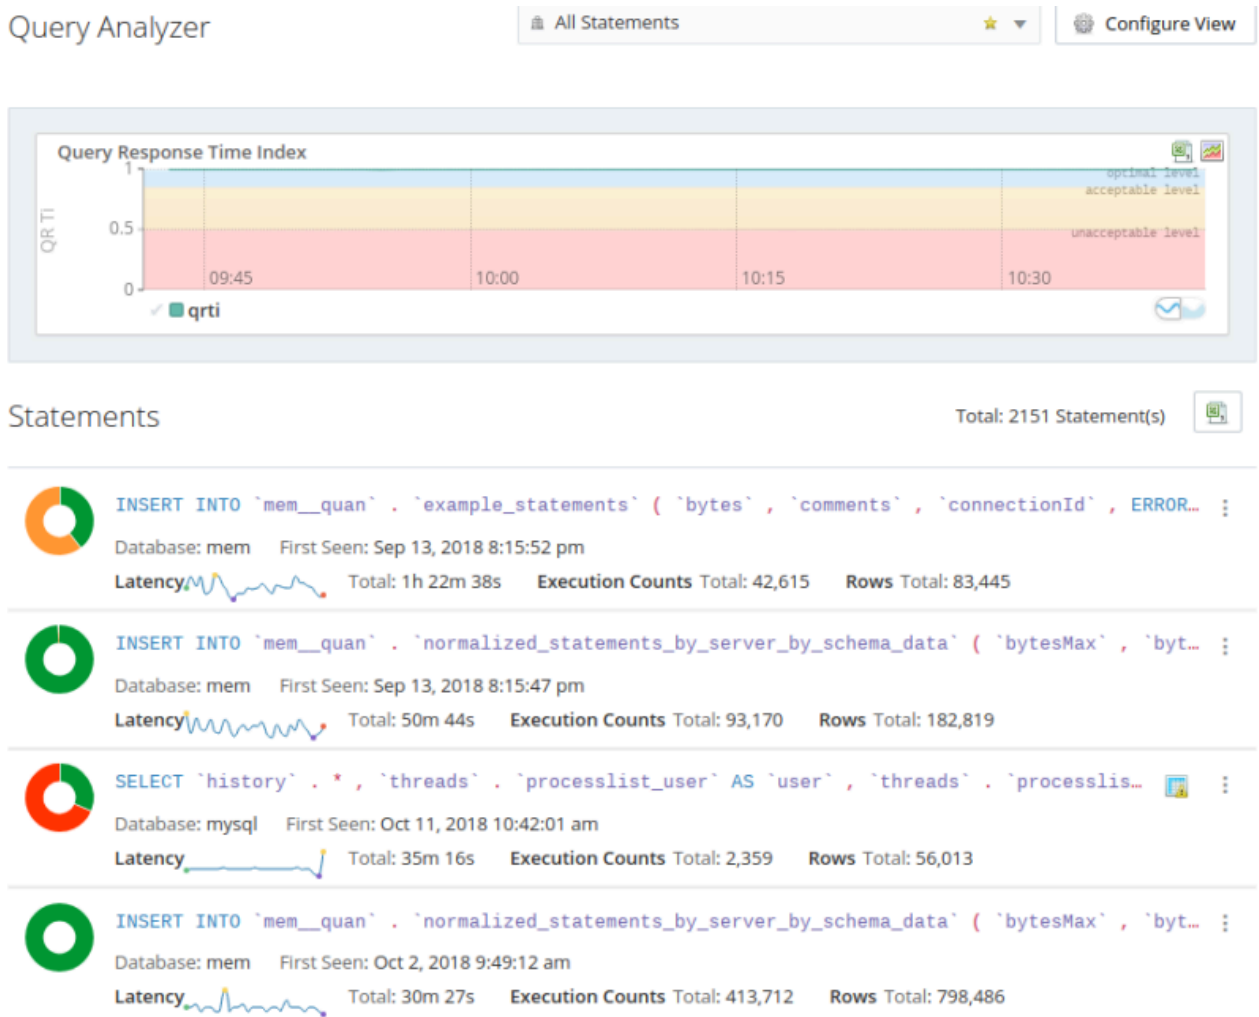 Query Analyzer
All Statements
Configure View
Query Response Time Index
1
optimal level
acceptable level
QR Ti
0.5
unacceptable level
09:45 10:00 10:15 10:30
0
qrti
Statements
Total: 2151 Statement(s)
INSERT INTO `mem__quan` . `example_statements` ( `bytes` , `comments` , `connectionId` , ERROR…
Database: mem First Seen: Sep 13, 2018 8:15:52 pm
Latency Total: 1h 22m 38s Execution Counts Total: 42,615 Rows Total: 83,445
INSERT INTO `mem__quan` . `normalized_statements_by_server_by_schema_data` ( `bytesMax` , `byt…
Database: mem First Seen: Sep 13, 2018 8:15:47 pm
Latency Total: 50m 44s Execution Counts Total: 93,170 Rows Total: 182,819
SELECT `history` . * , `threads` . `processlist_user` AS `user` , `threads` . `processlis…
Database: mysql First Seen: Oct 11, 2018 10:42:01 am
Latency Total: 35m 16s Execution Counts Total: 2,359 Rows Total: 56,013
INSERT INTO `mem__quan` . `normalized_statements_by_server_by_schema_data` ( `bytesMax` , `byt…
Database: mem First Seen: Oct 2, 2018 9:49:12 am
Latency Total: 30m 27s Execution Counts Total: 413,712 Rows Total: 798,486